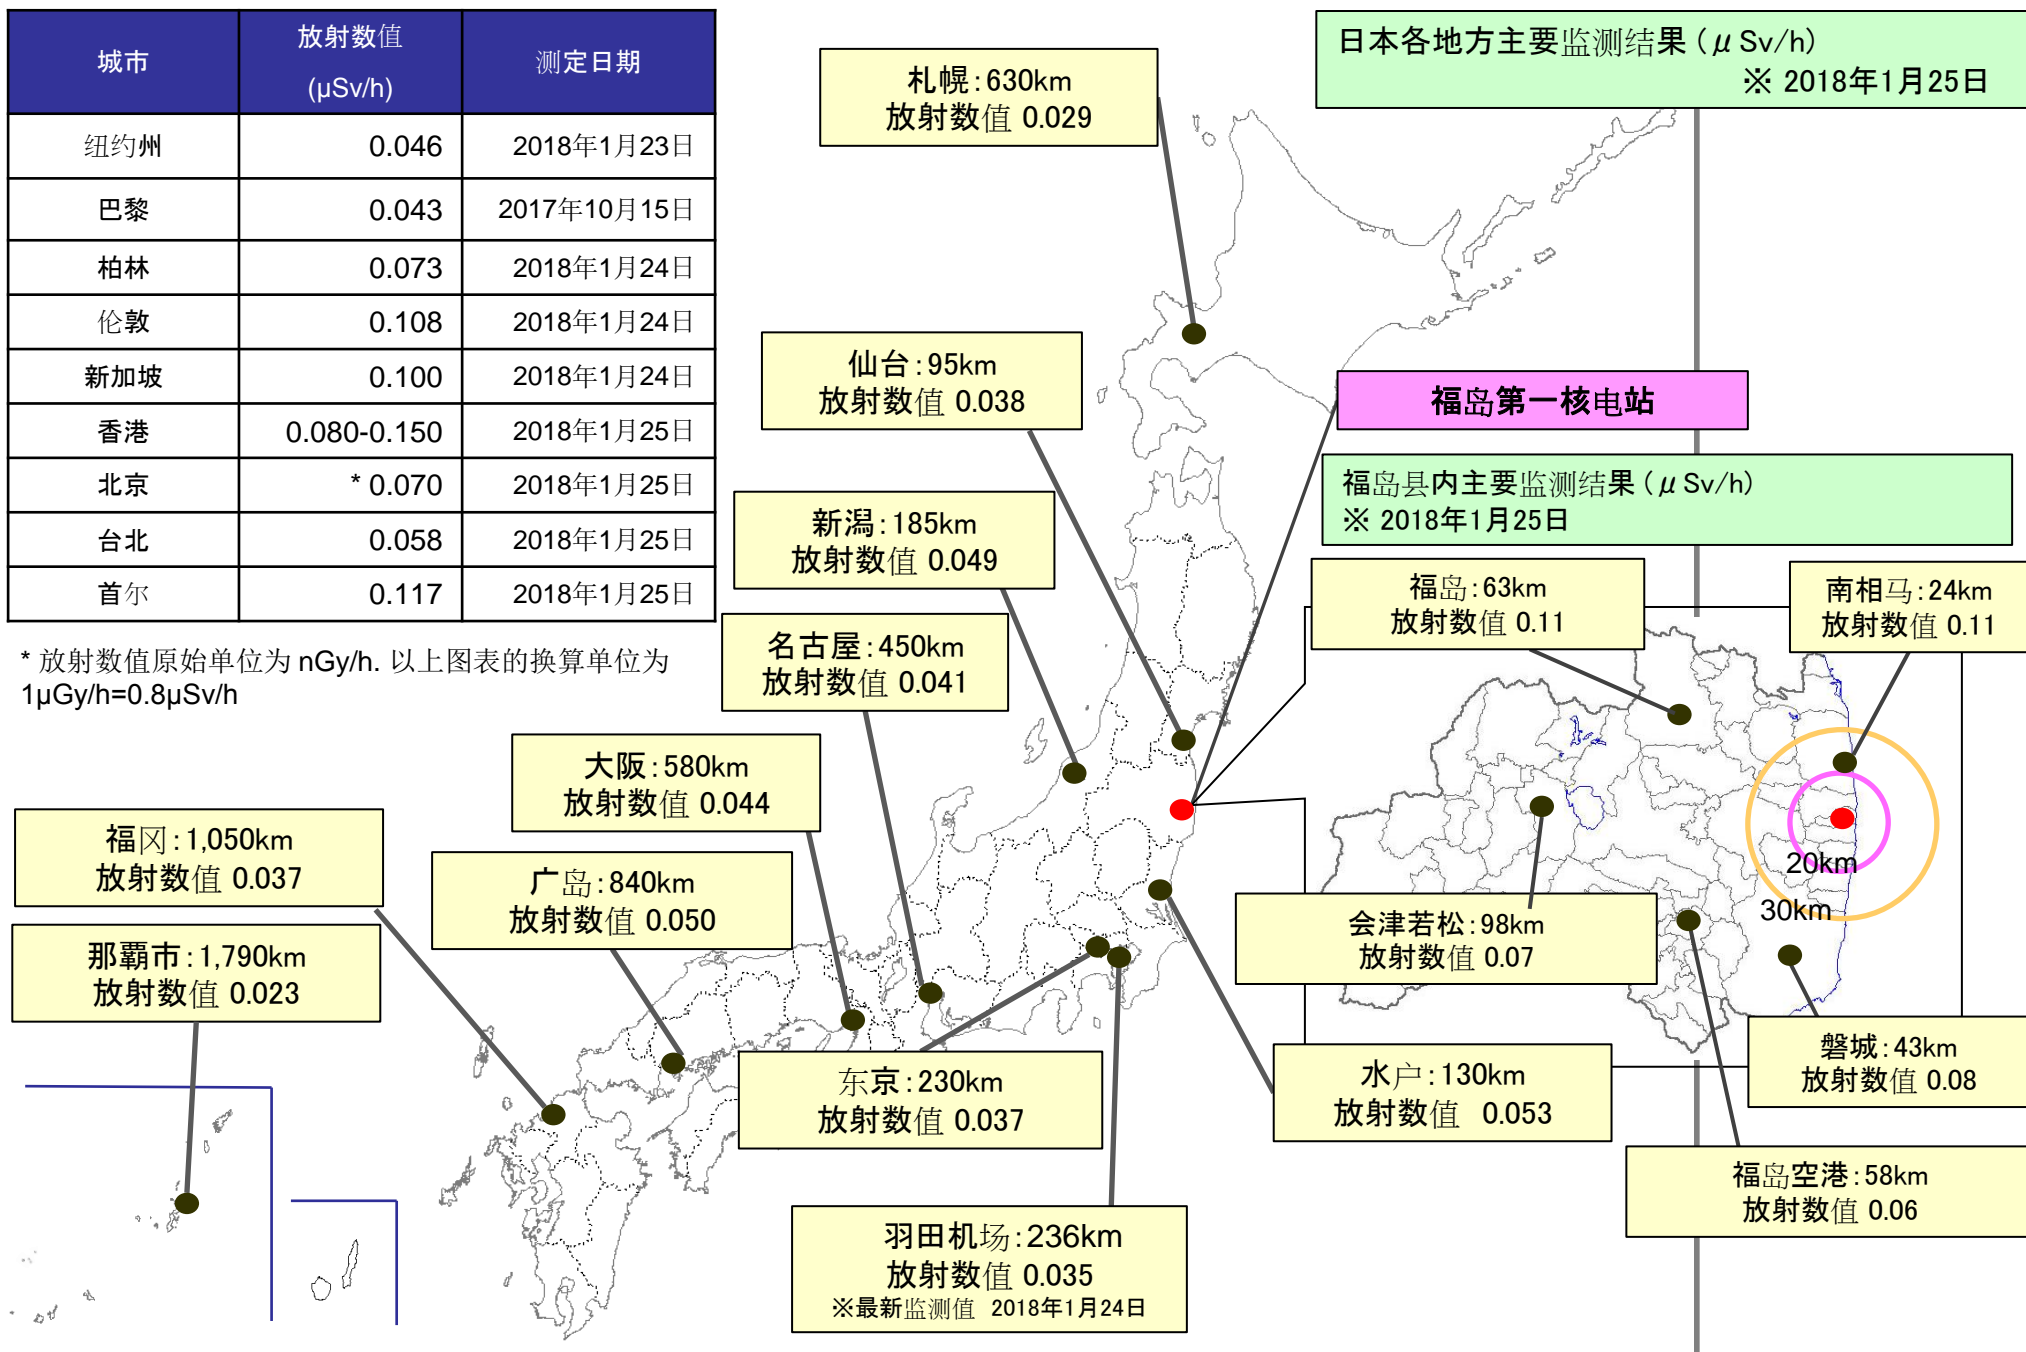 城市 放射数值 (μSv/h) 测定日期
纽约州 0.046 2018年1月23日
巴黎 0.043 2017年10月15日
柏林 0.073 2018年1月24日
伦敦 0.108 2018年1月24日
新加坡 0.100 2018年1月24日
香港 0.080-0.150 2018年1月25日
北京 * 0.070 2018年1月25日
台北 0.058 2018年1月25日
首尔 0.117 2018年1月25日
* 放射数值原始单位为 nGy/h. 以上图表的换算单位为
1μGy/h=0.8μSv/h
日本各地方主要监测结果（μ Sv/h）
※ 2018年1月25日
札幌：630km
放射数值 0.029
仙台：95km
放射数值 0.038
福岛第一核电站
新潟：185km
放射数值 0.049
福岛县内主要监测结果（μ Sv/h）
※ 2018年1月25日
名古屋：450km
放射数值 0.041
福岛：63km
放射数值 0.11
南相马：24km
放射数值 0.11
大阪：580km
放射数值 0.044
福冈：1,050km
放射数值 0.037
广岛：840km
放射数值 0.050
20km
30km
会津若松：98km
放射数值 0.07
那霸市：1,790km
放射数值 0.023
东京：230km
放射数值 0.037
水户：130km
放射数值 0.053
磐城：43km
放射数值 0.08
福岛空港：58km
放射数值 0.06
羽田机场：236km
放射数值 0.035
※最新监测值 2018年1月24日